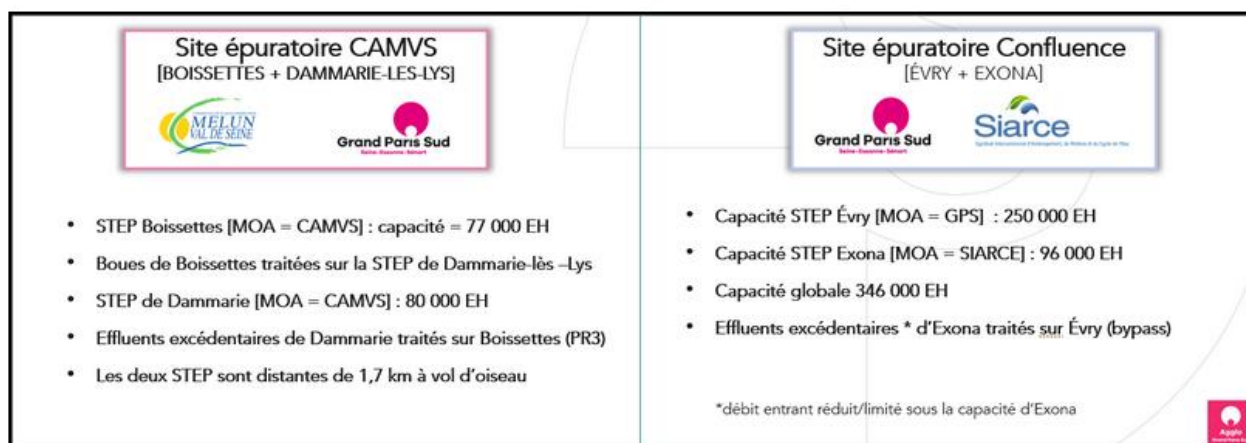 Site épuratoire CAMVS
[BOISSETTES + DAMMARIE-LES-LYS]
MELUN
VAL DE SEINE
Grand Paris Sud
Seine-Essonne-Sénart
• STEP Boissettes [MOA = CAMVS] : capacité = 77 000 EH
• Boues de Boissettes traitées sur la STEP de Dammarie-lès –Lys
• STEP de Dammarie [MOA = CAMVS] : 80 000 EH
• Effluents excédentaires de Dammarie traités sur Boissettes (PR3)
• Les deux STEP sont distantes de 1,7 km à vol d'oiseau
Site épuratoire Confluence
[ÉVRY + EXONA]
Grand Paris Sud
Seine-Essonne-Sénart
Siarce
• Capacité STEP Évry [MOA = GPS] : 250 000 EH
• Capacité STEP Exona [MOA = SIARCE] : 96 000 EH
• Capacité globale 346 000 EH
• Effluents excédentaires * d'Exona traités sur Évry (bypass)
*débit entrant réduit/limité sous la capacité d'Exona
Agglo